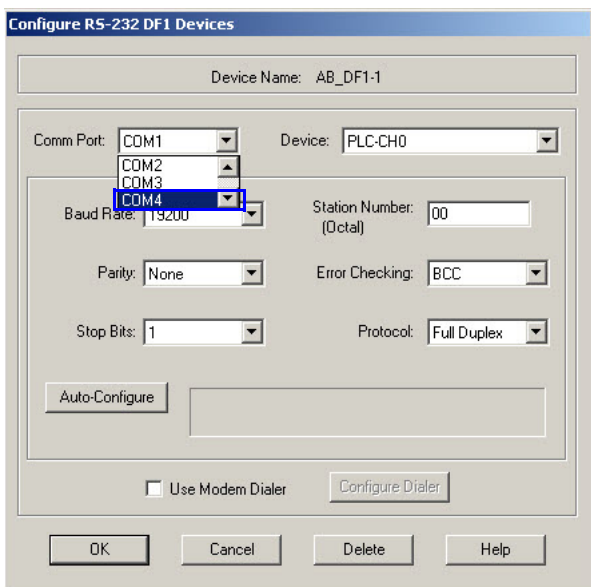 Configure RS-232 DF1 Devices
Device Name: AB_DF1-1
Comm Port: COM1 Device: PLC-CH0
COM2
COM3
COM4
Baud Rate: 19200 Station Number: 00
(Octal)
Parity: None Error Checking: BCC
Stop Bits: 1 Protocol: Full Duplex
Auto-Configure
Use Modem Dialer Configure Dialer
OK Cancel Delete Help